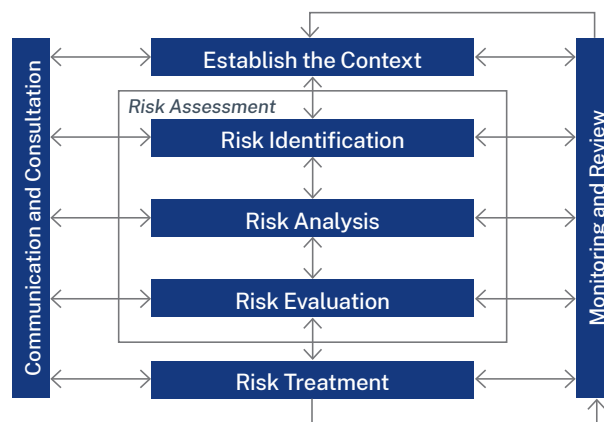 Establish the Context
Risk Assessment
Risk Identification
Risk Analysis
Risk Evaluation
Risk Treatment
Communication and Consultation
Monitoring and Review